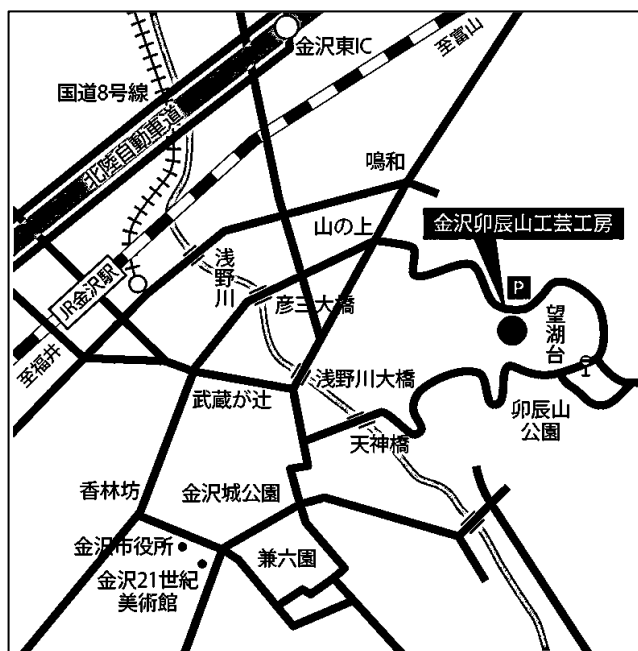 金沢東IC
至富山
国道8号線
北陸自動車道
鳴和
山の上
金沢卯辰山工芸工房
P
JR金沢駅
浅野川
彦三大橋
望湖台
至福井
武蔵が辻
浅野川大橋
卯辰山
公園
天神橋
香林坊
金沢城公園
金沢市役所
兼六園
金沢21世紀
美術館